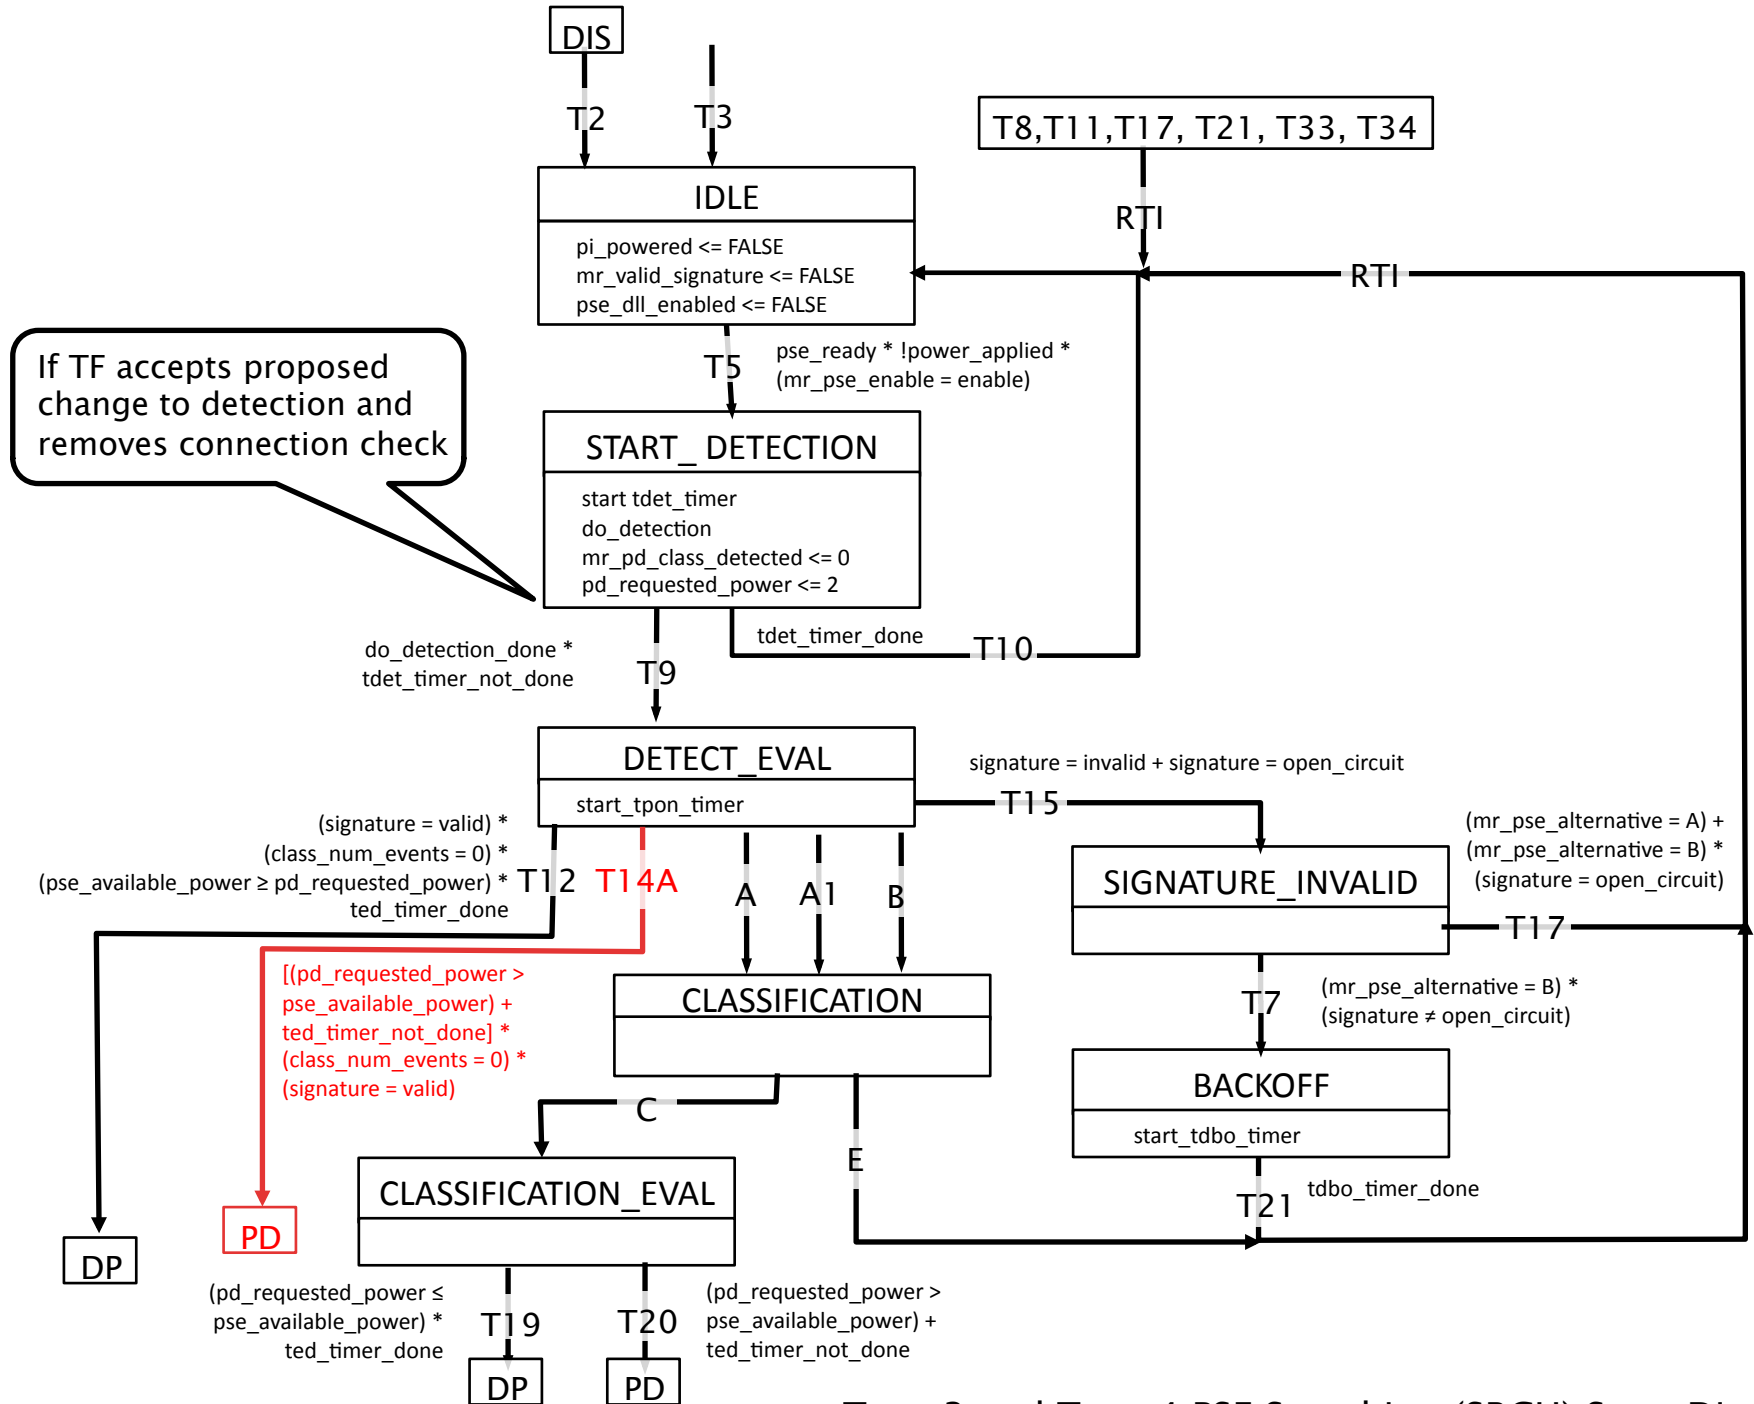 DIS
T2
T3
T8,T11,T17, T21, T33, T34
RTI
IDLE
pi_powered <= FALSE
mr_valid_signature <= FALSE
pse_dll_enabled <= FALSE
RTI
If TF accepts proposed
change to detection and
removes connection check
T5
pse_ready * !power_applied *
(mr_pse_enable = enable)
START_ DETECTION
start tdet_timer
do_detection
mr_pd_class_detected <= 0
pd_requested_power <= 2
do_detection_done *
tdet_timer_not_done
T9
tdet_timer_done
T10
DETECT_EVAL
start_tpon_timer
signature = invalid + signature = open_circuit
T15
(signature = valid) *
(class_num_events = 0) *
(pse_available_power ≥ pd_requested_power) *
ted_timer_done
T12
T14A
A
A1
B
(mr_pse_alternative = A) +
(mr_pse_alternative = B) *
(signature = open_circuit)
SIGNATURE_INVALID
T17
[(pd_requested_power >
pse_available_power) +
ted_timer_not_done] *
(class_num_events = 0) *
(signature = valid)
CLASSIFICATION
T7
(mr_pse_alternative = B) *
(signature ≠ open_circuit)
BACKOFF
start_tdbo_timer
C
E
T21
tdbo_timer_done
CLASSIFICATION_EVAL
PD
DP
(pd_requested_power ≤
pse_available_power) *
ted_timer_done
T19
T20
(pd_requested_power >
pse_available_power) +
ted_timer_not_done
DP
PD